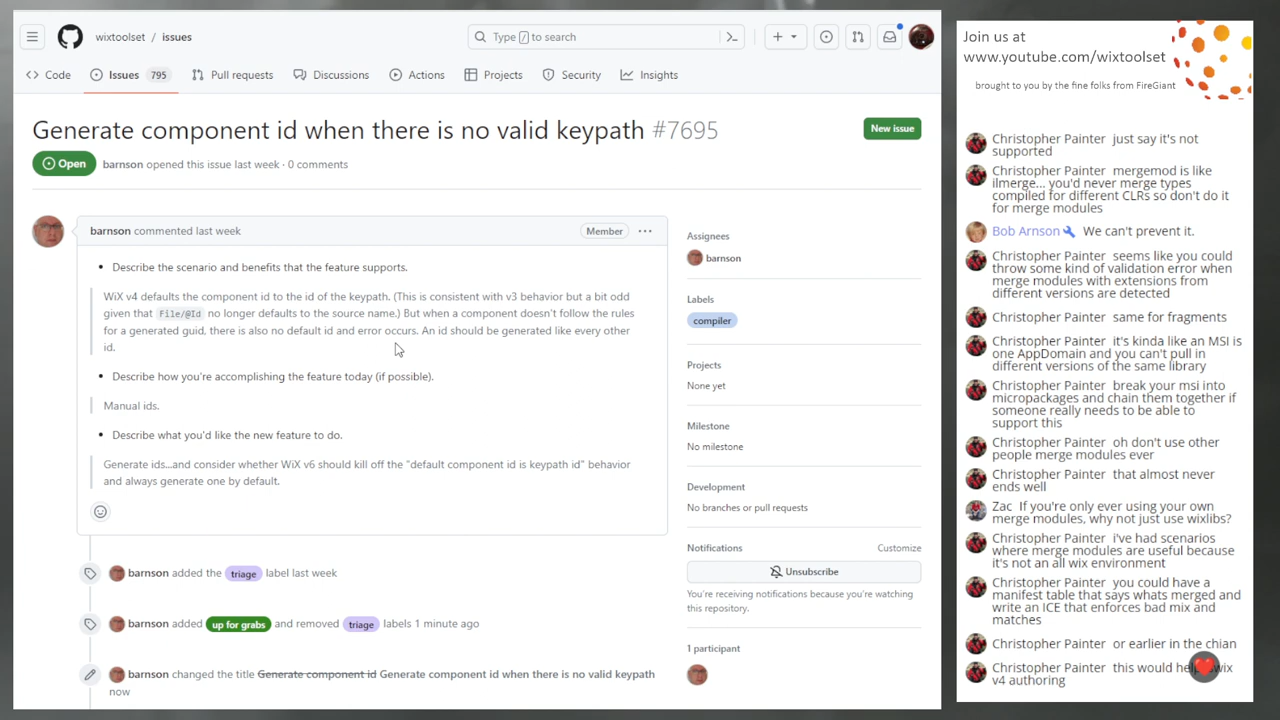 wixtoolset / issues
Type / to search
Code
Issues 795
Pull requests
Discussions
Actions
Projects
Security
Insights
Generate component id when there is no valid keypath #7695
New issue
Open
barnson opened this issue last week · 0 comments
barnson commented last week
Member
• Describe the scenario and benefits that the feature supports.
WiX v4 defaults the component id to the id of the keypath. (This is consistent with v3 behavior but a bit odd
given that File/@Id no longer defaults to the source name.) But when a component doesn't follow the rules
for a generated guid, there is also no default id and error occurs. An id should be generated like every other
id.
• Describe how you're accomplishing the feature today (if possible).
Manual ids.
• Describe what you'd like the new feature to do.
Generate ids...and consider whether WiX v6 should kill off the "default component id is keypath id" behavior
and always generate one by default.
barnson added the triage label last week
barnson added up for grabs and removed triage labels 1 minute ago
barnson changed the title Generate component id Generate component id when there is no valid keypath
now
Assignees
barnson
Labels
compiler
Projects
None yet
Milestone
No milestone
Development
No branches or pull requests
Notifications
Customize
Unsubscribe
You're receiving notifications because you're watching
this repository.
1 participant
Join us at
www.youtube.com/wixtoolset
brought to you by the fine folks from FireGiant
Christopher Painter just say it's not
supported
Christopher Painter mergemod is like
ilmerge... you'd never merge types
compiled for different CLRs so don't do it
for merge modules
Bob Arnson We can't prevent it.
Christopher Painter seems like you could
throw some kind of validation error when
merge modules with extensions from
different versions are detected
Christopher Painter same for fragments
Christopher Painter it's kinda like an MSI is
one AppDomain and you can't pull in
different versions of the same library
Christopher Painter break your msi into
micropackages and chain them together if
someone really needs to be able to
support this
Christopher Painter oh don't use other
people merge modules ever
Christopher Painter that almost never
ends well
Zac If you're only ever using your own
merge modules, why not just use wixlibs?
Christopher Painter i've had scenarios
where merge modules are useful because
it's not an all wix environment
Christopher Painter you could have a
manifest table that says whats merged and
write an ICE that enforces bad mix and
matches
Christopher Painter or earlier in the chian
Christopher Painter this would help wix
v4 authoring